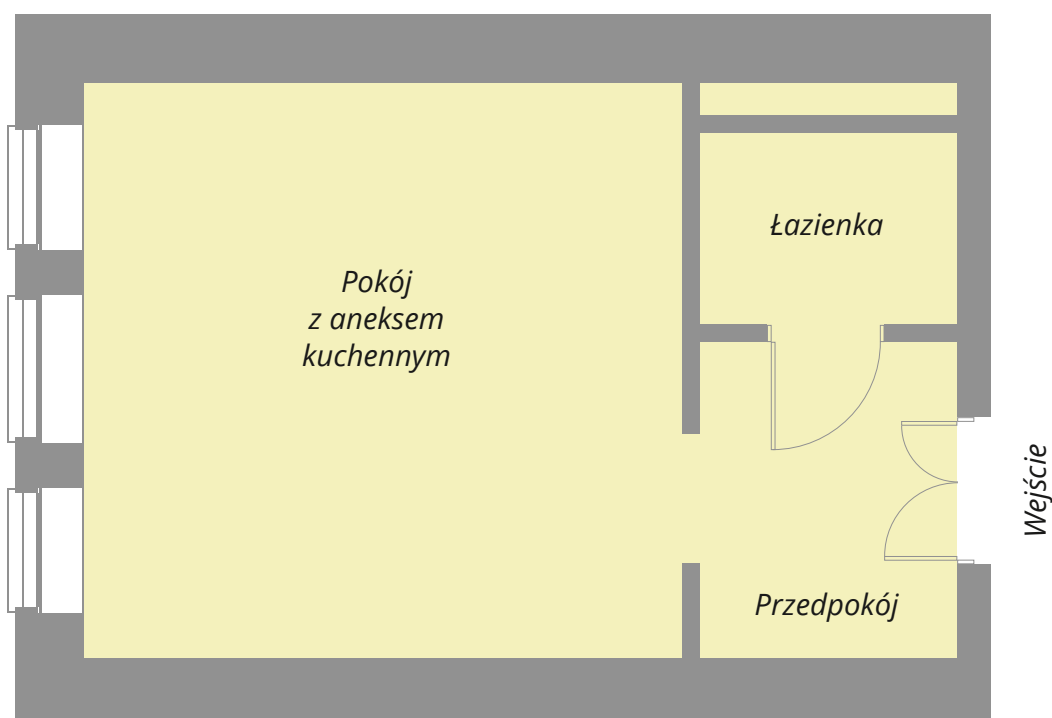 Łazienka
Pokój
z aneksem
kuchennym
Wejście
Przedpokój